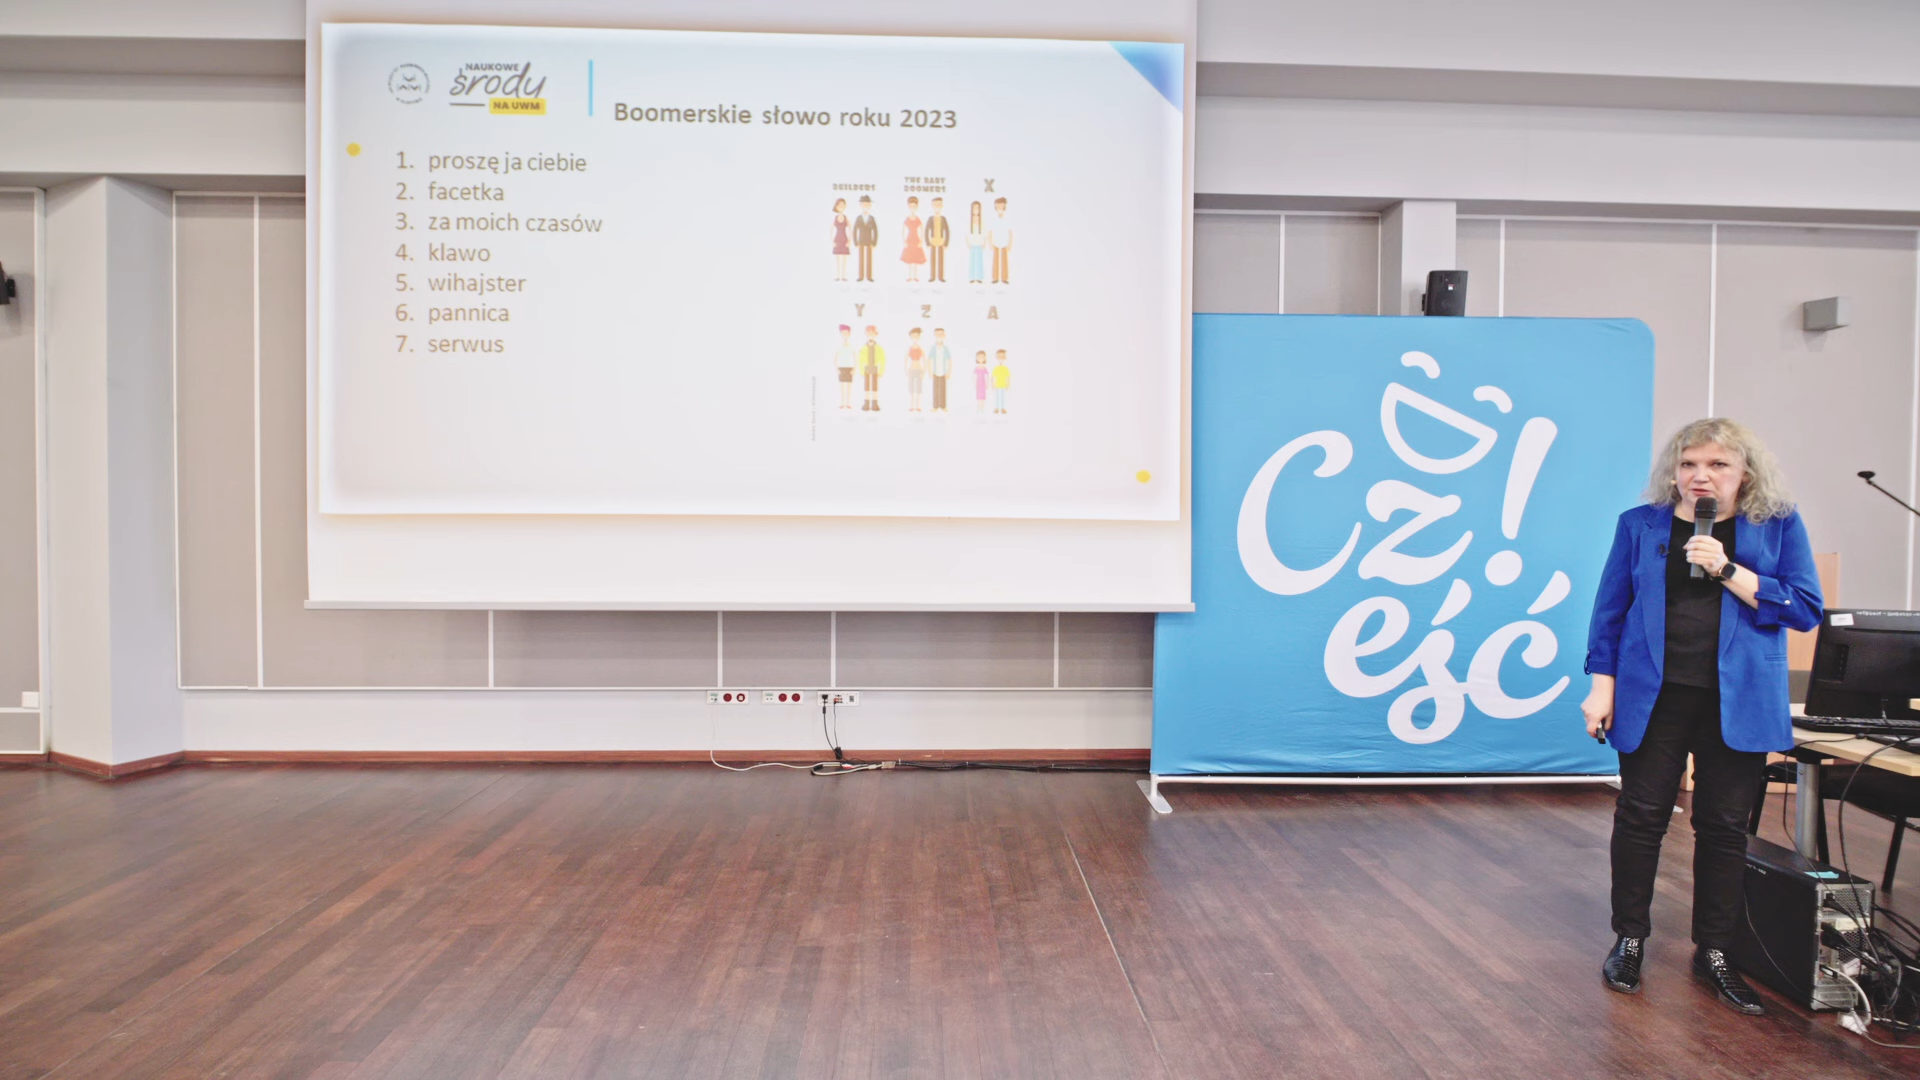 NAUKOWE
środy
NA UWM
Boomerskie słowo roku 2023
1. proszę ja ciebie
2. facetka
3. za moich czasów
4. klawo
5. wihajster
6. pannica
7. serwus
BUILDERS
THE BABY
BOOMERS
X
Y
Z
A
Cz!
eść